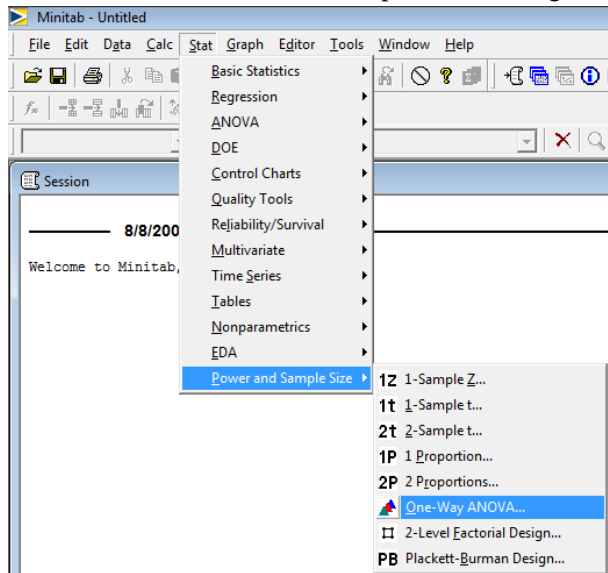 Minitab - Untitled
File Edit Data Calc Stat Graph Editor Tools Window Help
Basic Statistics
Regression
ANOVA
DOE
Control Charts
Quality Tools
Reliability/Survival
Multivariate
Time Series
Tables
Nonparametrics
EDA
Power and Sample Size
Session
8/8/200
Welcome to Minitab,
1Z 1-Sample Z...
1t 1-Sample t...
2t 2-Sample t...
1P 1 Proportion...
2P 2 Proportions...
One-Way ANOVA...
2-Level Factorial Design...
PB Plackett-Burman Design...